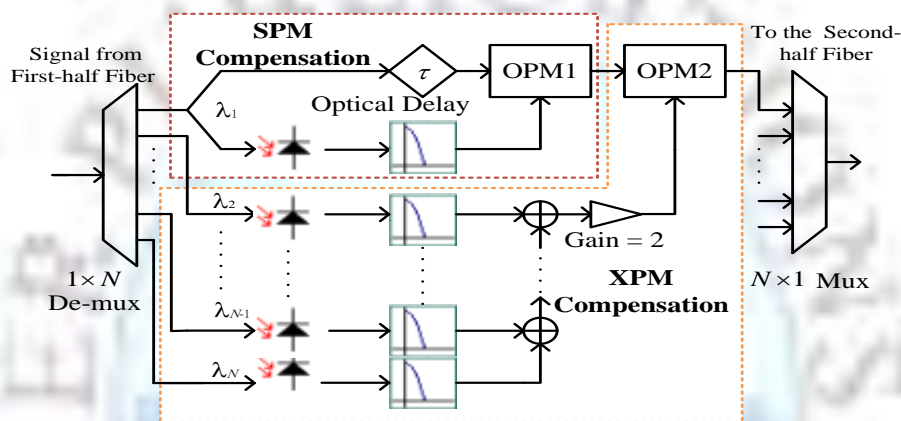 Signal from
First-half Fiber
SPM
Compensation
τ
Optical Delay
OPM1
OPM2
To the Second-
half Fiber
λ1
λ2
Gain = 2
1 × N
De-mux
λN-1
λN
XPM
Compensation
N × 1 Mux